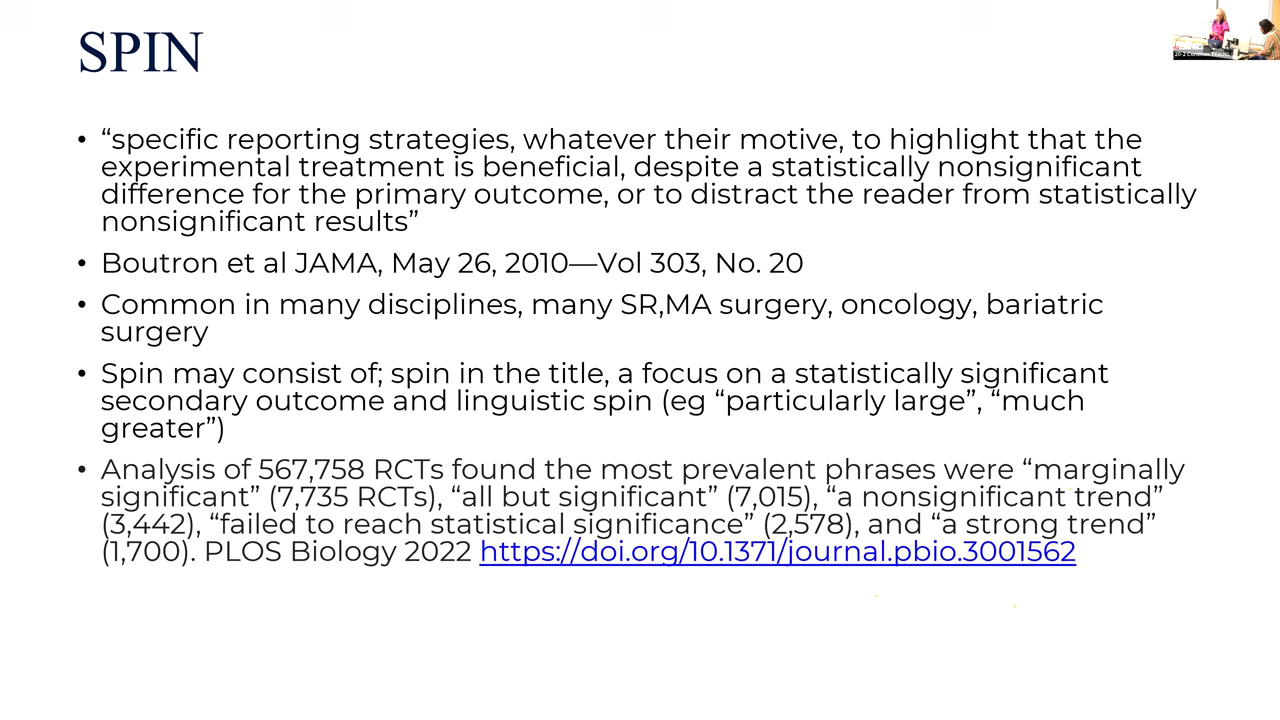 SPIN
• “specific reporting strategies, whatever their motive, to highlight that the
experimental treatment is beneficial, despite a statistically nonsignificant
difference for the primary outcome, or to distract the reader from statistically
nonsignificant results”
• Boutron et al JAMA, May 26, 2010—Vol 303, No. 20
• Common in many disciplines, many SR,MA surgery, oncology, bariatric
surgery
• Spin may consist of; spin in the title, a focus on a statistically significant
secondary outcome and linguistic spin (eg “particularly large”, “much
greater”)
• Analysis of 567,758 RCTs found the most prevalent phrases were “marginally
significant” (7,735 RCTs), “all but significant” (7,015), “a nonsignificant trend”
(3,442), “failed to reach statistical significance” (2,578), and “a strong trend”
(1,700). PLOS Biology 2022 https://doi.org/10.1371/journal.pbio.3001562